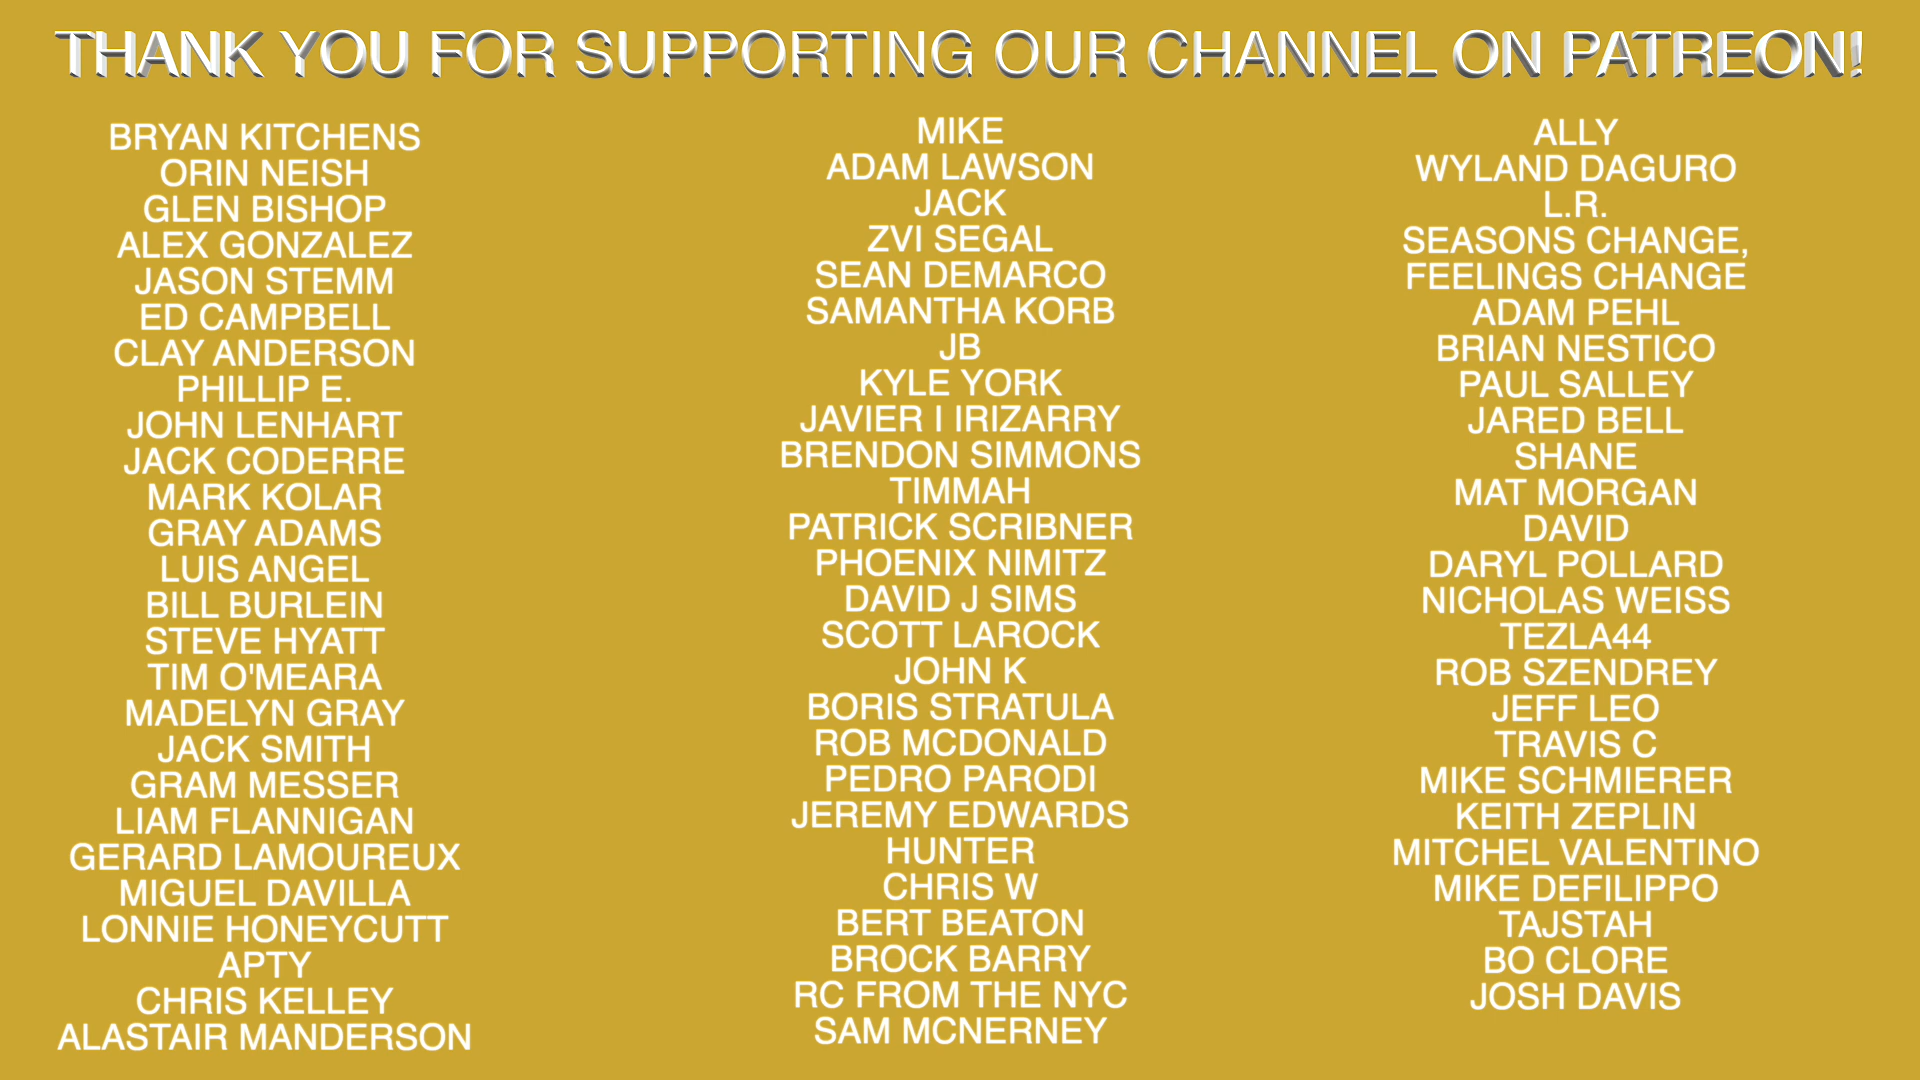 THANK YOU FOR SUPPORTING OUR CHANNEL ON PATREON!
BRYAN KITCHENS
ORIN NEISH
GLEN BISHOP
ALEX GONZALEZ
JASON STEMM
ED CAMPBELL
CLAY ANDERSON
PHILLIP E.
JOHN LENHART
JACK CODERRE
MARK KOLAR
GRAY ADAMS
LUIS ANGEL
BILL BURLEIN
STEVE HYATT
TIM O'MEARA
MADELYN GRAY
JACK SMITH
GRAM MESSER
LIAM FLANNIGAN
GERARD LAMOUREUX
MIGUEL DAVILLA
LONNIE HONEYCUTT
APTY
CHRIS KELLEY
ALASTAIR MANDERSON
MIKE
ADAM LAWSON
JACK
ZVI SEGAL
SEAN DEMARCO
SAMANTHA KORB
JB
KYLE YORK
JAVIER I IRIZARRY
BRENDON SIMMONS
TIMMAH
PATRICK SCRIBNER
PHOENIX NIMITZ
DAVID J SIMS
SCOTT LAROCK
JOHN K
BORIS STRATULA
ROB MCDONALD
PEDRO PARODI
JEREMY EDWARDS
HUNTER
CHRIS W
BERT BEATON
BROCK BARRY
RC FROM THE NYC
SAM MCNERNEY
ALLY
WYLAND DAGURO
L.R.
SEASONS CHANGE,
FEELINGS CHANGE
ADAM PEHL
BRIAN NESTICO
PAUL SALLEY
JARED BELL
SHANE
MAT MORGAN
DAVID
DARYL POLLARD
NICHOLAS WEISS
TEZLA44
ROB SZENDREY
JEFF LEO
TRAVIS C
MIKE SCHMIERER
KEITH ZEPLIN
MITCHEL VALENTINO
MIKE DEFILIPPO
TAJSTAH
BO CLORE
JOSH DAVIS